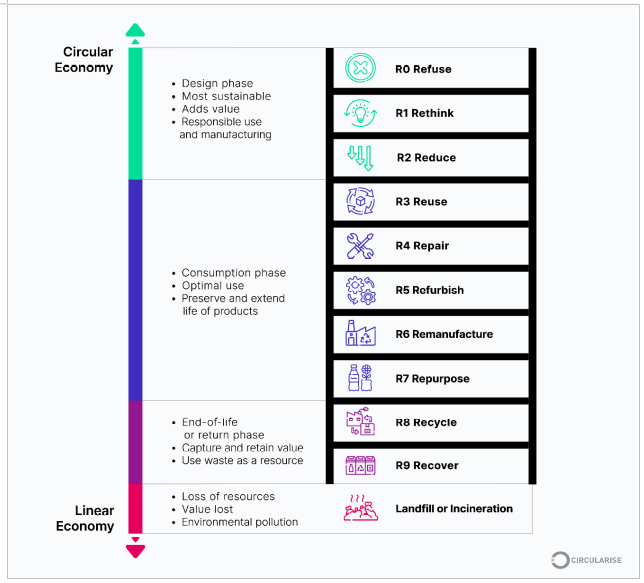 Circular
Economy
• Design phase
• Most sustainable
• Adds value
• Responsible use
and manufacturing
R0 Refuse
R1 Rethink
R2 Reduce
• Consumption phase
• Optimal use
• Preserve and extend
life of products
R3 Reuse
R4 Repair
R5 Refurbish
R6 Remanufacture
R7 Repurpose
• End-of-life
or return phase
• Capture and retain value
• Use waste as a resource
R8 Recycle
R9 Recover
Linear
Economy
• Loss of resources
• Value lost
• Environmental pollution
Landfill or Incineration
CIRCULARISE